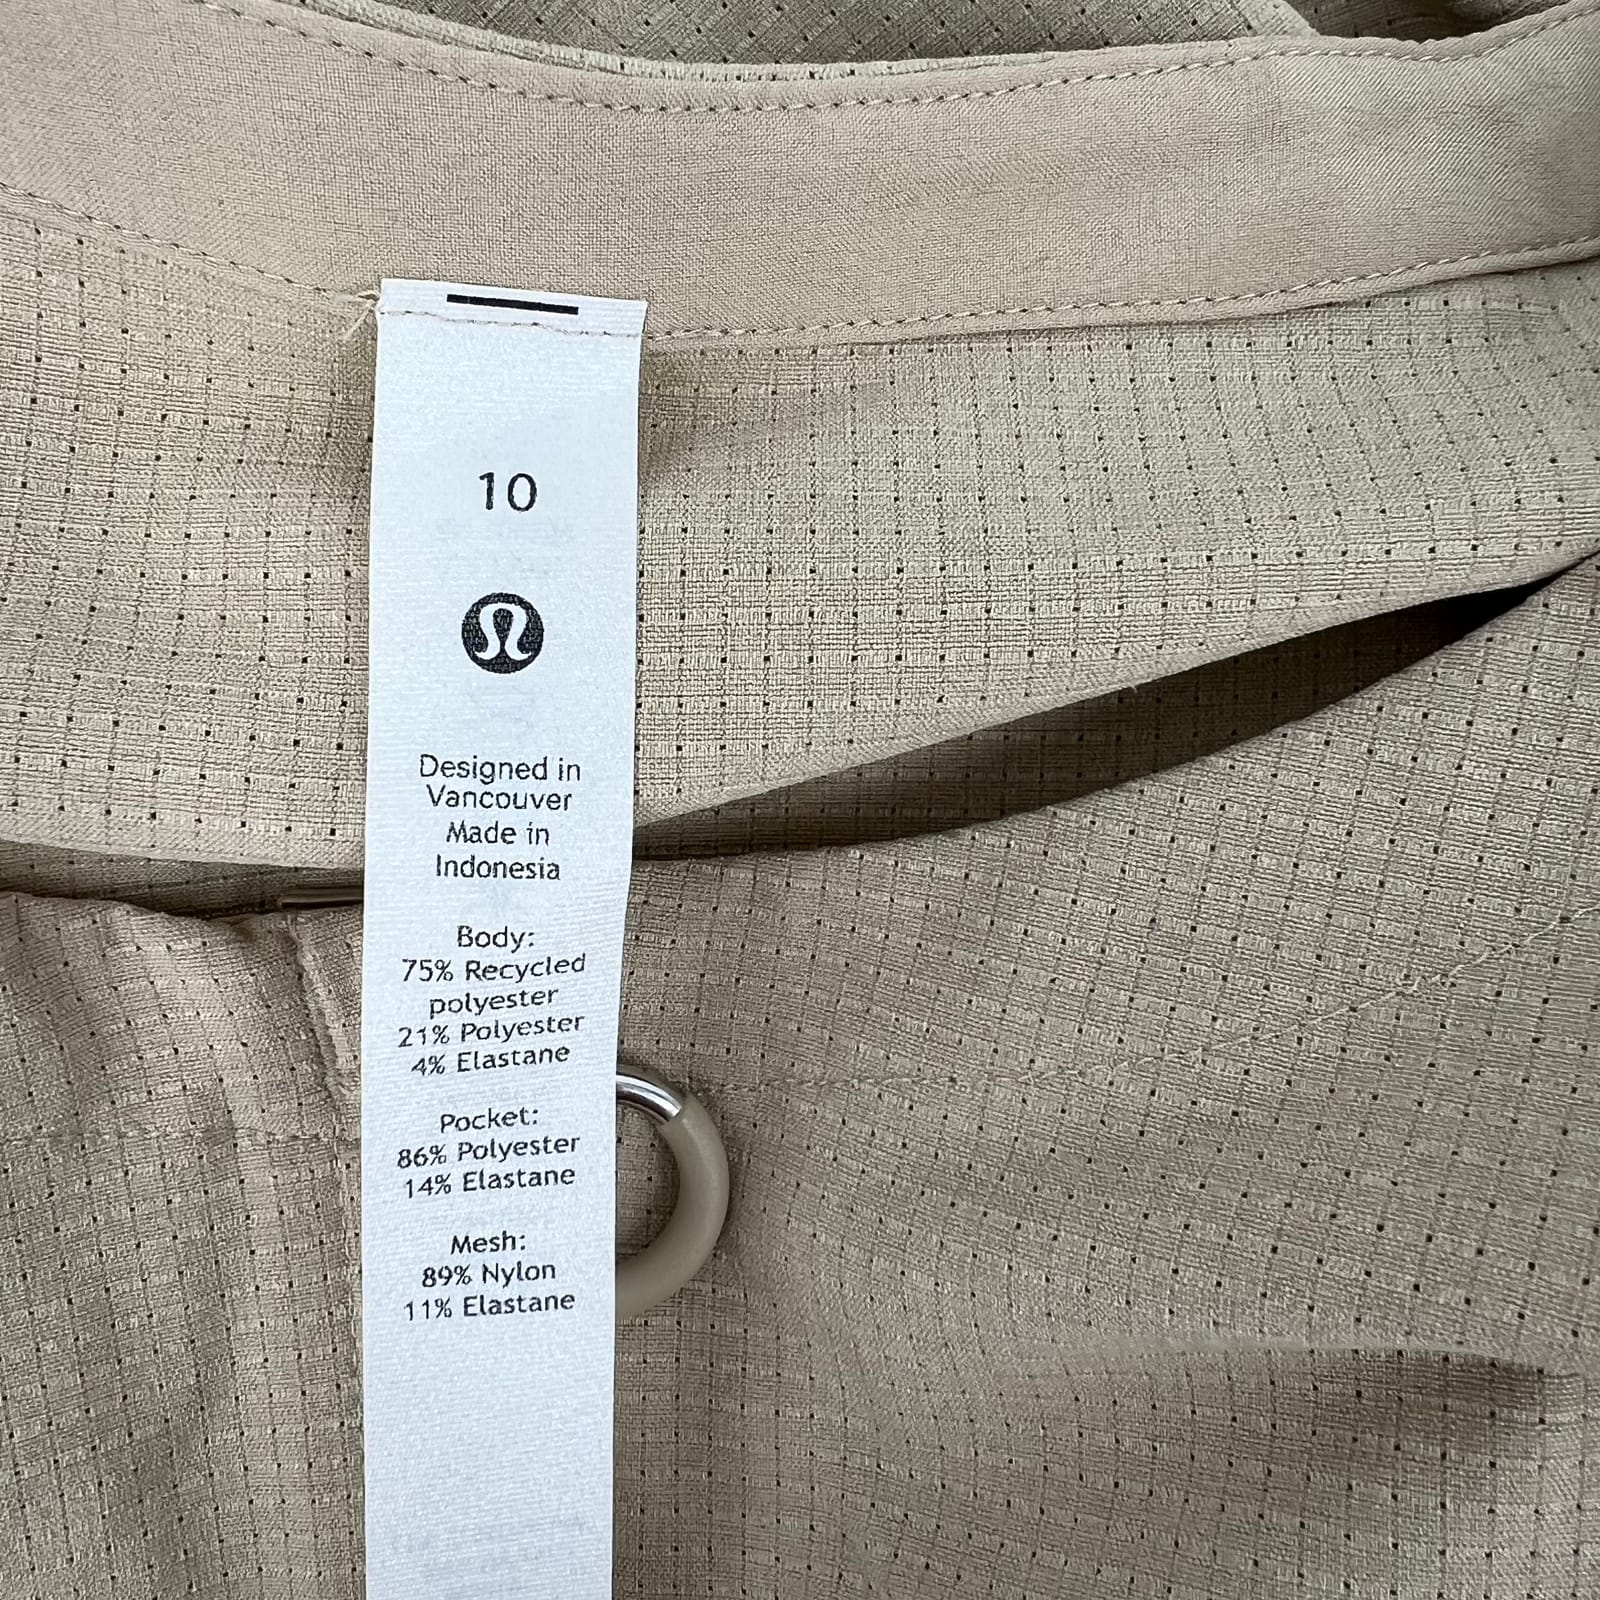 10
Designed in
Vancouver
Made in
Indonesia
Body:
75% Recycled
polyester
21% Polyester
4% Elastane
Pocket:
86% Polyester
14% Elastane
Mesh:
89% Nylon
11% Elastane